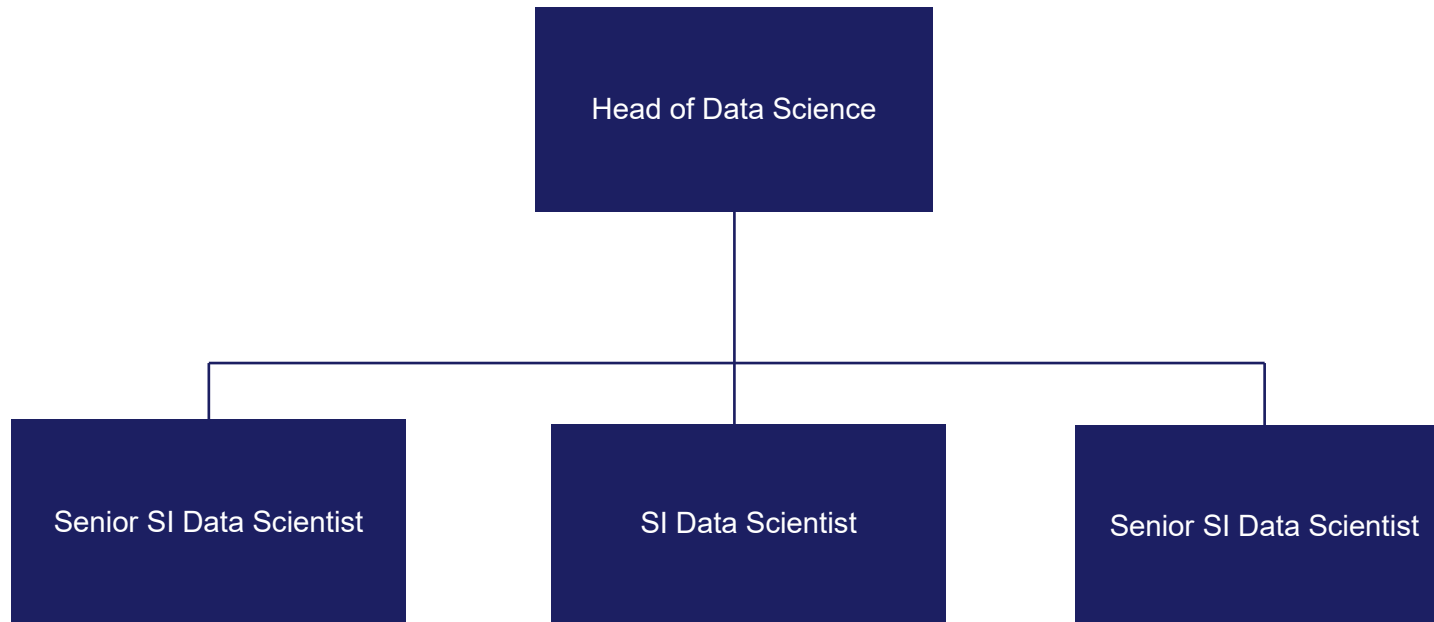 Head of Data Science
Senior SI Data Scientist
SI Data Scientist
Senior SI Data Scientist